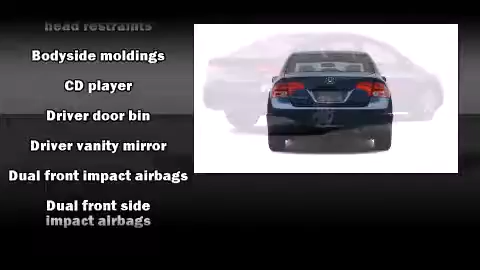 head restraints
Bodyside moldings
CD player
Driver door bin
Driver vanity mirror
Dual front impact airbags
Dual front side
impact airbags